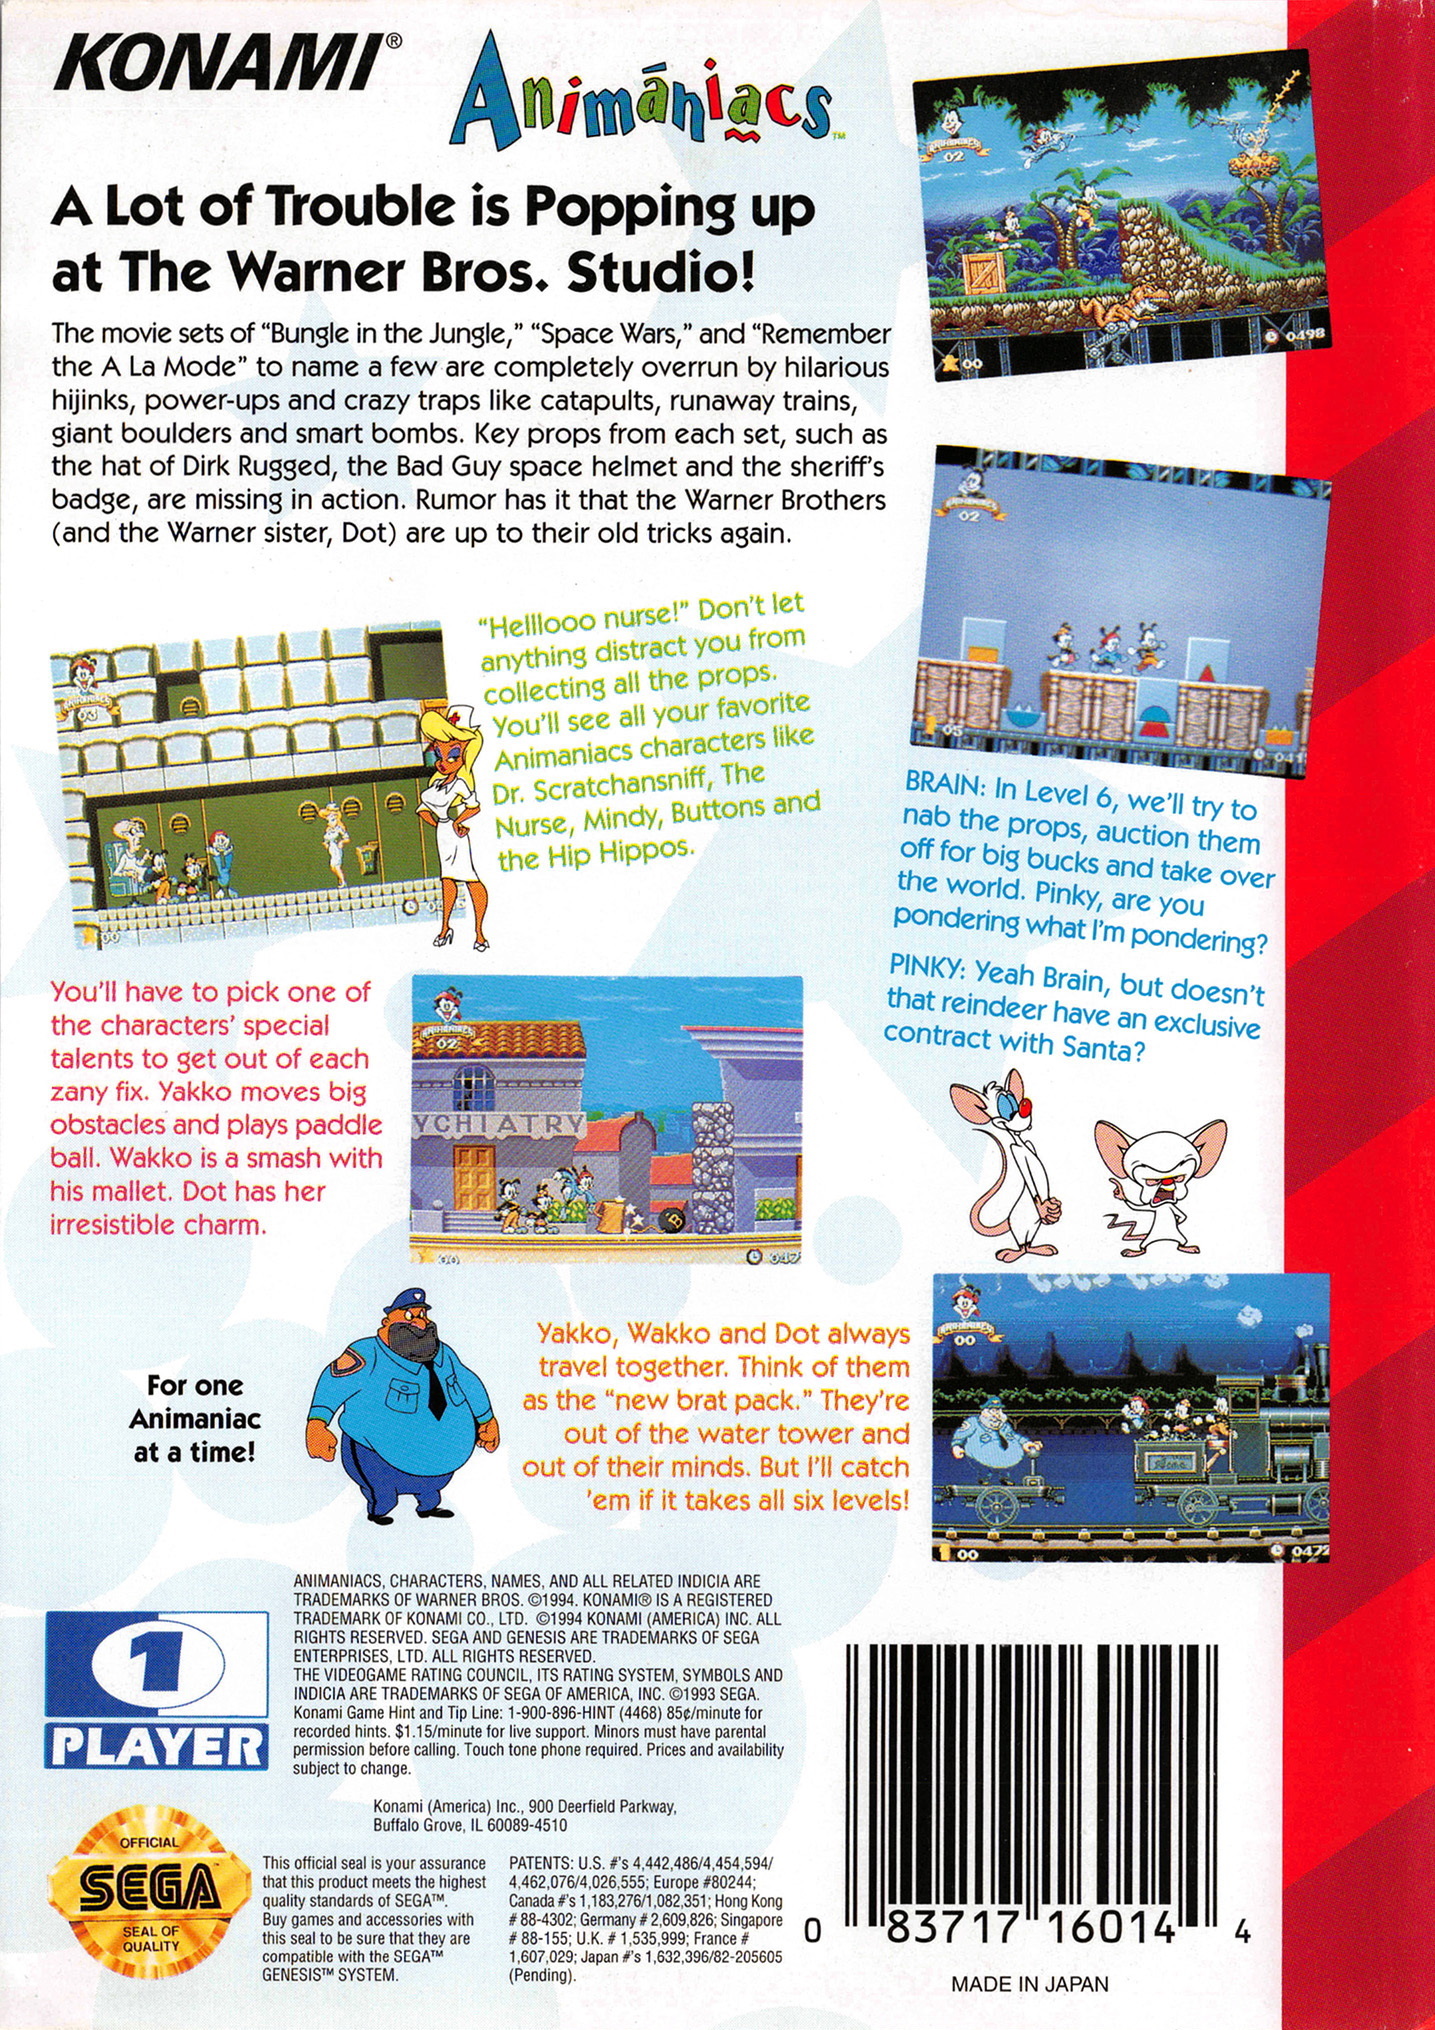 KONAMI®
Animaniacs™
A Lot of Trouble is Popping up
at The Warner Bros. Studio!
The movie sets of “Bungle in the Jungle,” “Space Wars,” and “Remember
the A La Mode” to name a few are completely overrun by hilarious
hijinks, power-ups and crazy traps like catapults, runaway trains,
giant boulders and smart bombs. Key props from each set, such as
the hat of Dirk Rugged, the Bad Guy space helmet and the sheriff’s
badge, are missing in action. Rumor has it that the Warner Brothers
(and the Warner sister, Dot) are up to their old tricks again.
ANIMANIACS
02
00
0498
ANIMANIACS
03
00
“Helllooo nurse!” Don’t let
anything distract you from
collecting all the props.
You’ll see all your favorite
Animaniacs characters like
Dr. Scratchansniff, The
Nurse, Mindy, Buttons and
the Hip Hippos.
ANIMANIACS
02
05
BRAIN: In Level 6, we’ll try to
nab the props, auction them
off for big bucks and take over
the world. Pinky, are you
pondering what I’m pondering?
PINKY: Yeah Brain, but doesn’t
that reindeer have an exclusive
contract with Santa?
You’ll have to pick one of
the characters’ special
talents to get out of each
zany fix. Yakko moves big
obstacles and plays paddle
ball. Wakko is a smash with
his mallet. Dot has her
irresistible charm.
ANIMANIACS
02
YCHIATRY
B
00
047
For one
Animaniac
at a time!
Yakko, Wakko and Dot always
travel together. Think of them
as the “new brat pack.” They’re
out of the water tower and
out of their minds. But I’ll catch
’em if it takes all six levels!
ANIMANIACS
00
Acme
00
0472
ANIMANIACS, CHARACTERS, NAMES, AND ALL RELATED INDICIA ARE
TRADEMARKS OF WARNER BROS. ©1994. KONAMI® IS A REGISTERED
TRADEMARK OF KONAMI CO., LTD. ©1994 KONAMI (AMERICA) INC. ALL
RIGHTS RESERVED. SEGA AND GENESIS ARE TRADEMARKS OF SEGA
ENTERPRISES, LTD. ALL RIGHTS RESERVED.
THE VIDEOGAME RATING COUNCIL, ITS RATING SYSTEM, SYMBOLS AND
INDICIA ARE TRADEMARKS OF SEGA OF AMERICA, INC. ©1993 SEGA.
Konami Game Hint and Tip Line: 1-900-896-HINT (4468) 85¢/minute for
recorded hints. $1.15/minute for live support. Minors must have parental
permission before calling. Touch tone phone required. Prices and availability
subject to change.
1
PLAYER
Konami (America) Inc., 900 Deerfield Parkway,
Buffalo Grove, IL 60089-4510
OFFICIAL
SEGA™
SEAL OF
QUALITY
This official seal is your assurance
that this product meets the highest
quality standards of SEGA™.
Buy games and accessories with
this seal to be sure that they are
compatible with the SEGA™
GENESIS™ SYSTEM.
PATENTS: U.S. #’s 4,442,486/4,454,594/
4,462,076/4,026,555; Europe #80244;
Canada #’s 1,183,276/1,082,351; Hong Kong
# 88-4302; Germany # 2,609,826; Singapore
# 88-155; U.K. # 1,535,999; France #
1,607,029; Japan #’s 1,632,396/82-205605
(Pending).
0 83717 16014 4
MADE IN JAPAN